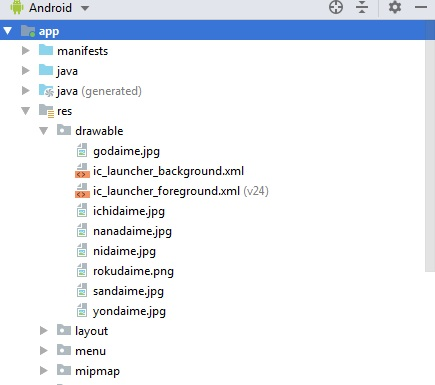 Android
app
manifests
java
java (generated)
res
drawable
godaime.jpg
ic_launcher_background.xml
ic_launcher_foreground.xml (v24)
ichidaime.jpg
nanadaime.jpg
nidaime.jpg
rokudaime.png
sandaime.jpg
yondaime.jpg
layout
menu
mipmap